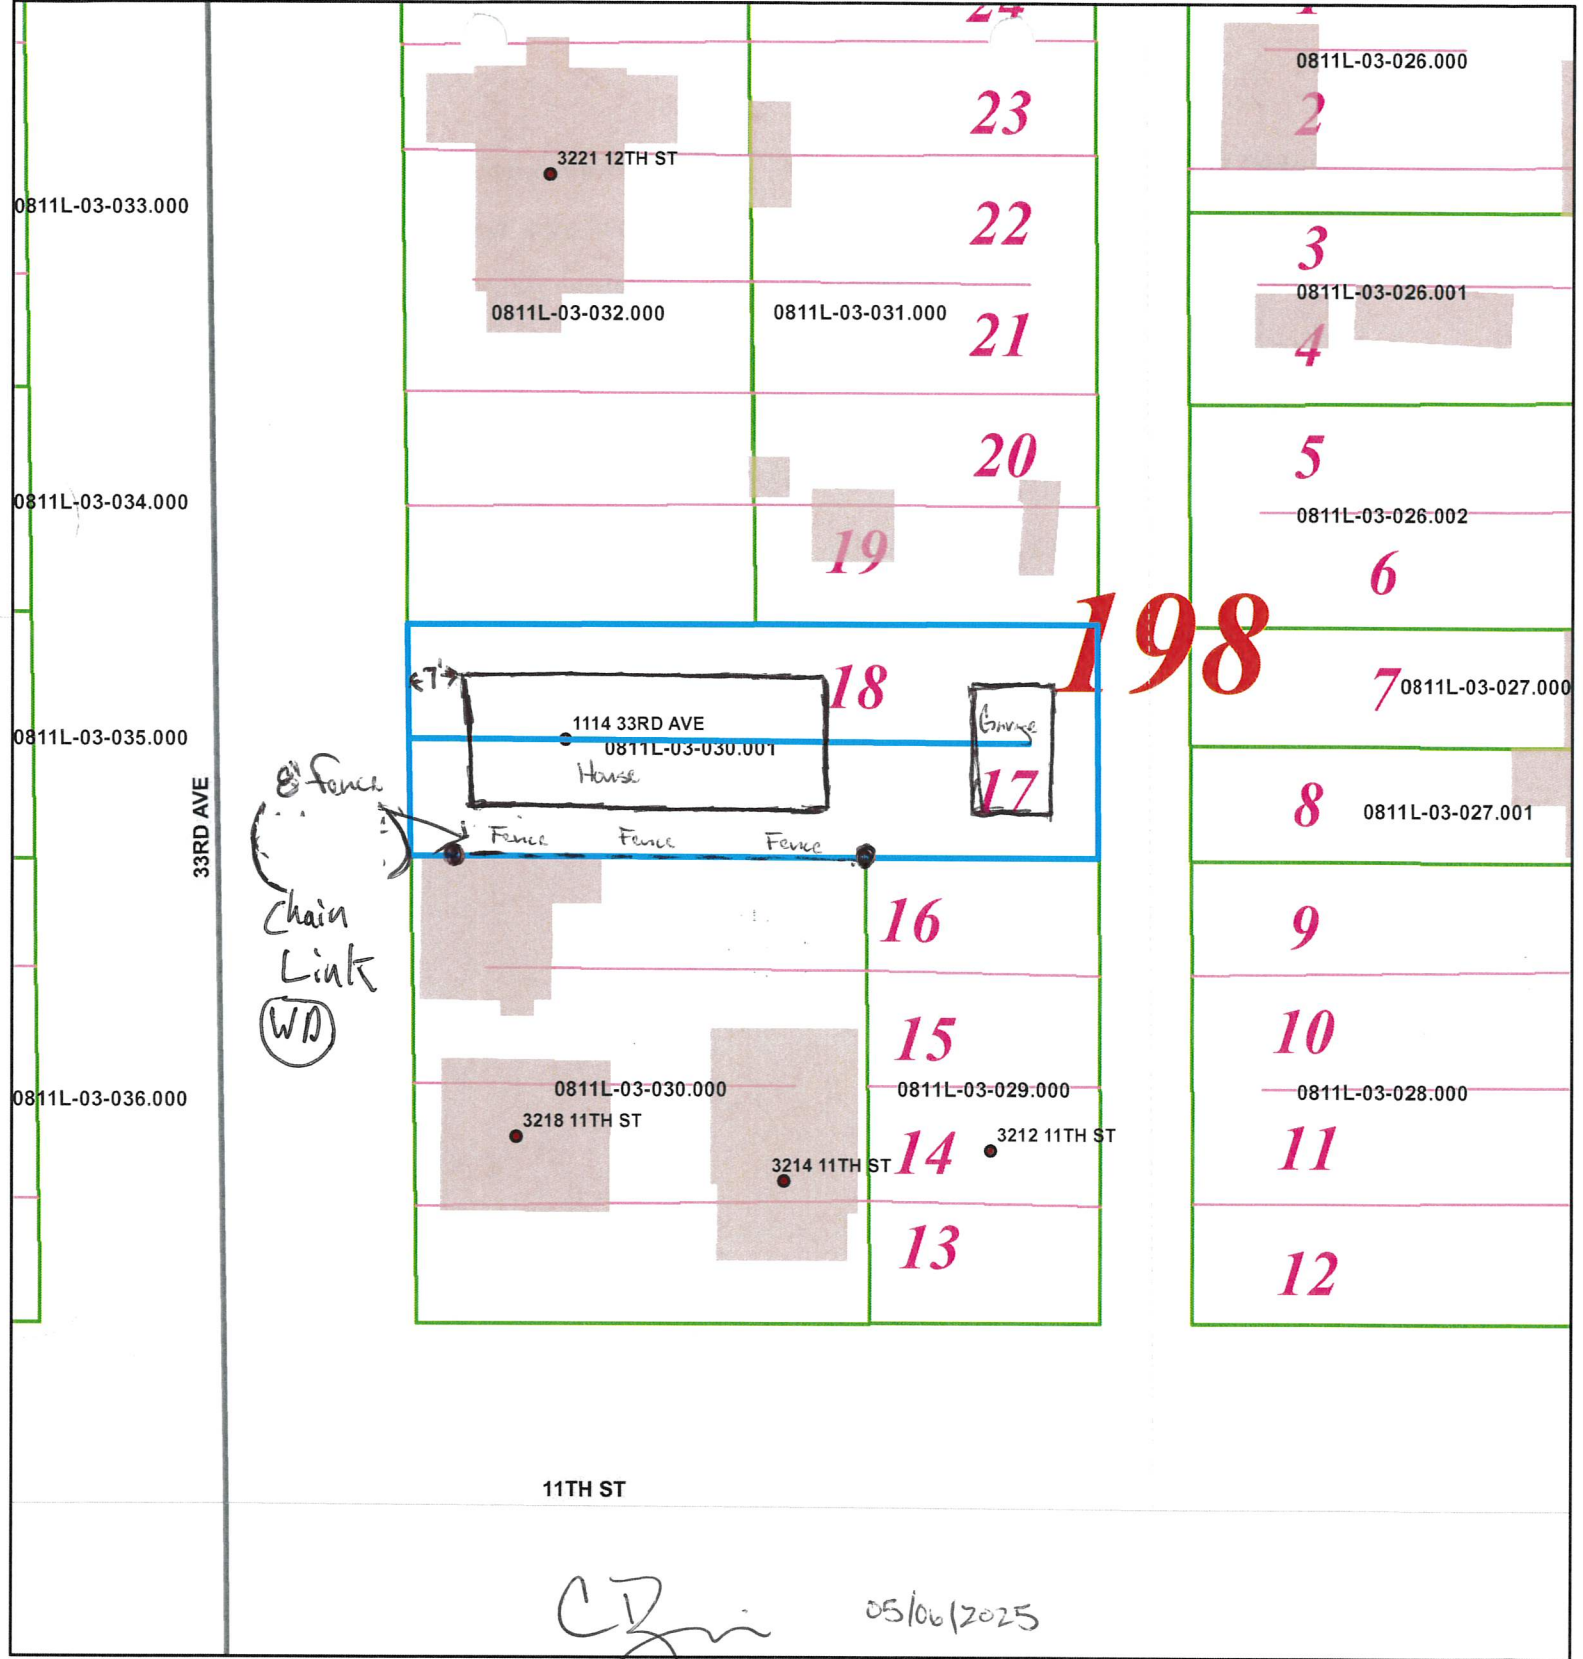 24
1
0811L-03-026.000
23
2
3221 12TH ST
0811L-03-033.000
22
3
0811L-03-026.001
0811L-03-032.000
0811L-03-031.000
21
4
20
5
0811L-03-034.000
0811L-03-026.002
19
6
198
7'
18
7
0811L-03-027.000
1114 33RD AVE
Garage
0811L-03-035.000
0811L-03-030.001
House
17
8' fence
8
0811L-03-027.001
33RD AVE
Fence Fence Fence
Chain
Link
WD
16
9
15
10
0811L-03-036.000
0811L-03-030.000
0811L-03-029.000
0811L-03-028.000
3218 11TH ST
3212 11TH ST
14
11
3214 11TH ST
13
12
11TH ST
05/06/2025